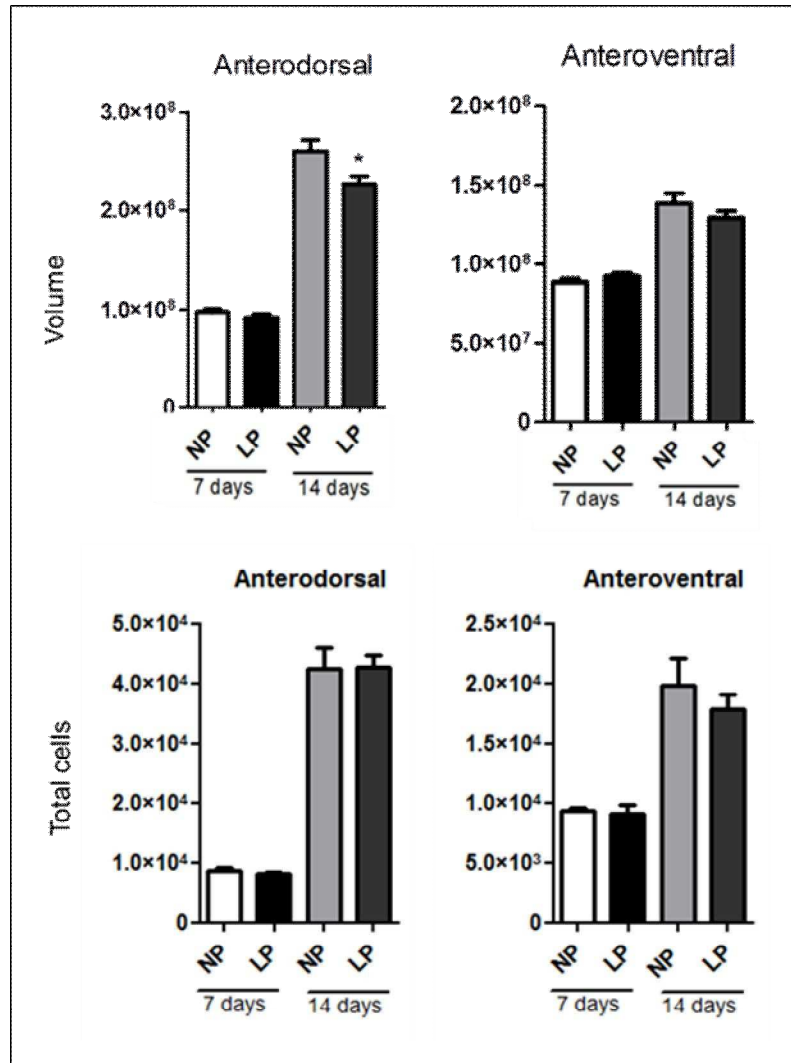 Anterodorsal
Volume
3.0×10⁸
2.0×10⁸
1.0×10⁸
0
*
NP LP NP LP
7 days 14 days
Anteroventral
2.0×10⁸
1.5×10⁸
1.0×10⁸
5.0×10⁷
0
NP LP NP LP
7 days 14 days
Anterodorsal
Total cells
5.0×10⁴
4.0×10⁴
3.0×10⁴
2.0×10⁴
1.0×10⁴
0
NP LP NP LP
7 days 14 days
Anteroventral
2.5×10⁴
2.0×10⁴
1.5×10⁴
1.0×10⁴
5.0×10³
0
NP LP NP LP
7 days 14 days